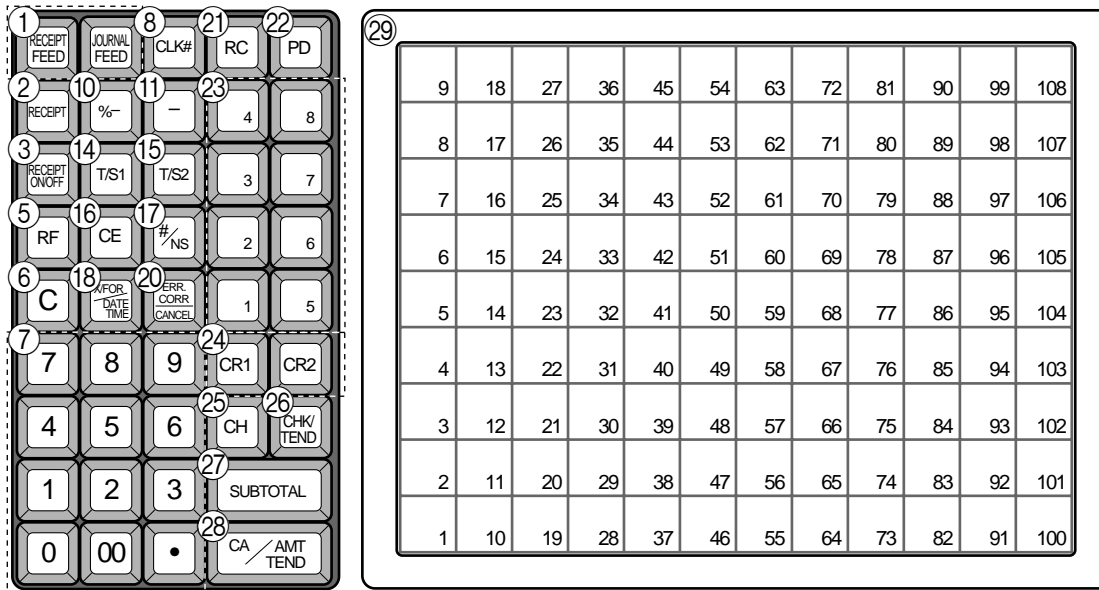 ① ⑧ ㉑ ㉒
RECEIPT FEED
JOURNAL FEED
CLK#
RC
PD
② ⑩ ⑪ ㉓
RECEIPT
%–
–
4
8
③ ⑭ ⑮
RECEIPT ON/OFF
T/S1
T/S2
3
7
⑤ ⑯ ⑰
RF
CE
#/NS
2
6
⑥ ⑱ ⑳
C
X/FOR DATE TIME
ERR. CORR CANCEL
1
5
⑦ ㉔
7
8
9
CR1
CR2
㉕ ㉖
4
5
6
CH
CHK/TEND
㉗
1
2
3
SUBTOTAL
㉘
0
00
•
CA/AMT TEND
㉙
9 18 27 36 45 54 63 72 81 90 99 108
8 17 26 35 44 53 62 71 80 89 98 107
7 16 25 34 43 52 61 70 79 88 97 106
6 15 24 33 42 51 60 69 78 87 96 105
5 14 23 32 41 50 59 68 77 86 95 104
4 13 22 31 40 49 58 67 76 85 94 103
3 12 21 30 39 48 57 66 75 84 93 102
2 11 20 29 38 47 56 65 74 83 92 101
1 10 19 28 37 46 55 64 73 82 91 100